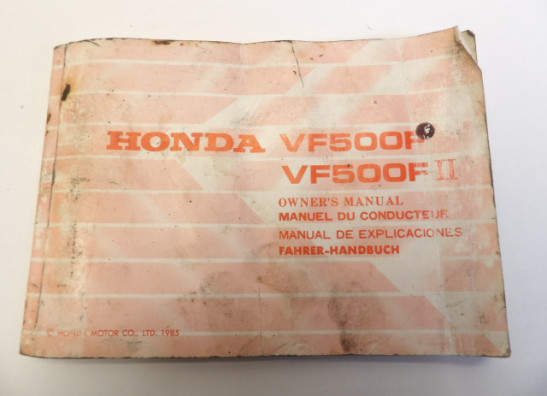 HONDA VF500F
VF500F II
OWNER'S MANUAL
MANUEL DU CONDUCTEUR
MANUAL DE EXPLICACIONES
FAHRER-HANDBUCH
© HONDA MOTOR CO., LTD. 1985